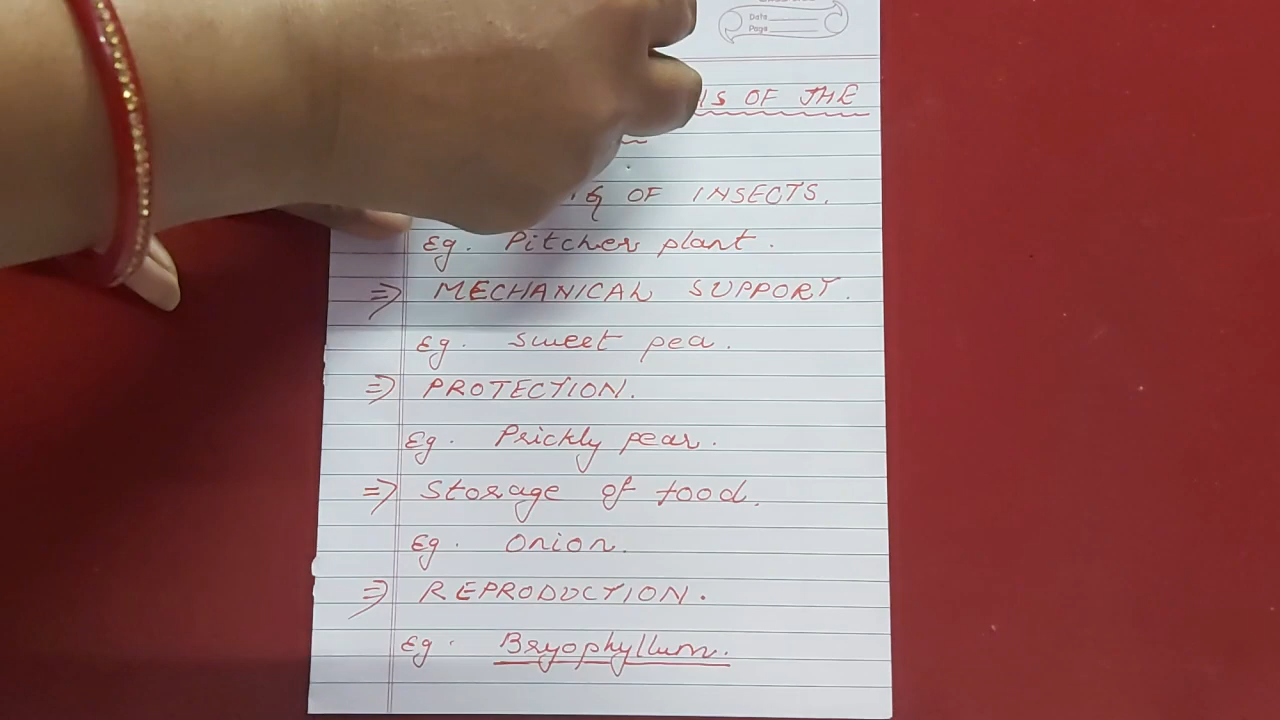 Date
Page
OF THE
OF INSECTS.
Eg. Pitcher plant.
⇒ MECHANICAL SUPPORT.
Eg. Sweet pea.
⇒ PROTECTION.
Eg. Prickly pear.
⇒ Storage of food.
Eg. Onion.
⇒ REPRODUCTION.
Eg. Bryophyllum.